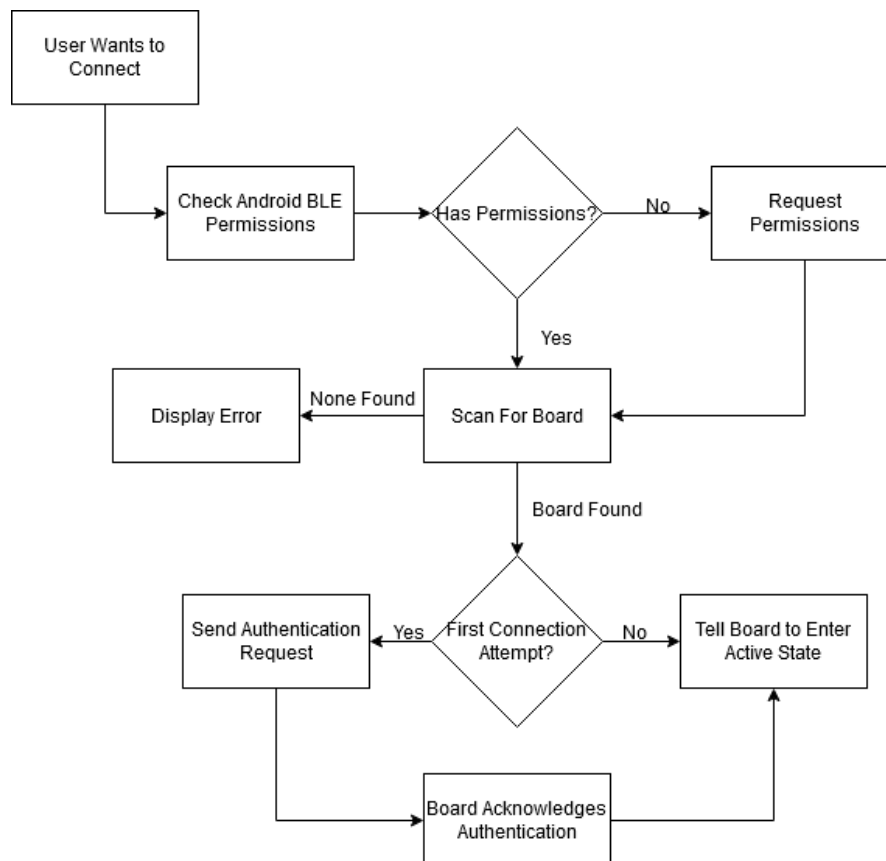 User Wants to
Connect
Check Android BLE
Permissions
Has Permissions?
No
Request
Permissions
Yes
Display Error
None Found
Scan For Board
Board Found
Send Authentication
Request
Yes
First Connection
Attempt?
No
Tell Board to Enter
Active State
Board Acknowledges
Authentication